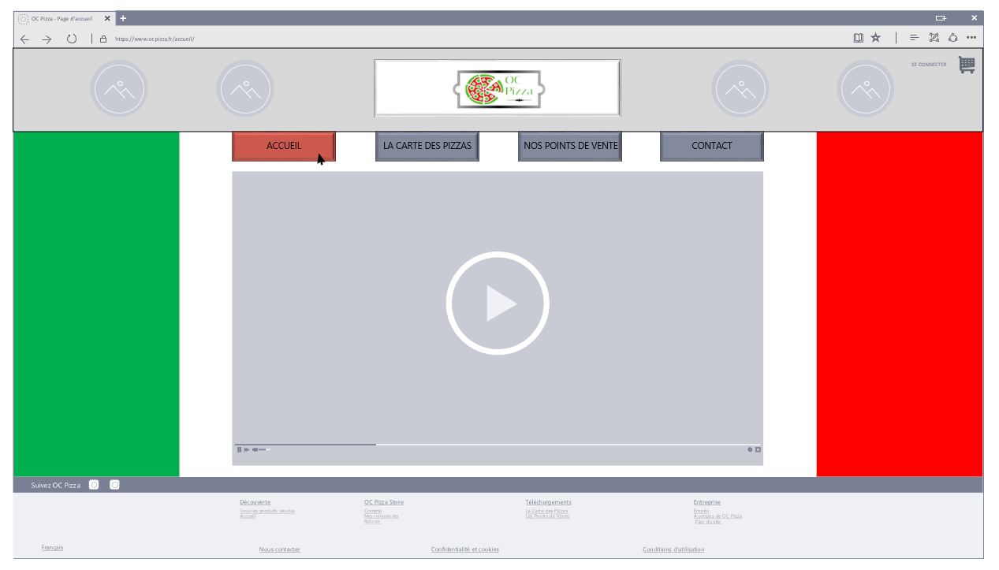 OC Pizza - Page d'accueil
https://www.ocpizza.fr/accueil/
SE CONNECTER
OC
Pizza
ACCUEIL
LA CARTE DES PIZZAS
NOS POINTS DE VENTE
CONTACT
Suivez OC Pizza
Découverte
Tous les produits vendus
Accueil
OC Pizza Store
Compte
Mes commandes
Retours
Téléchargements
La Carte des Pizzas
Les Points de Vente
Entreprise
Emploi
À propos de OC Pizza
Plan du site
Français
Nous contacter
Confidentialité et cookies
Conditions d'utilisation